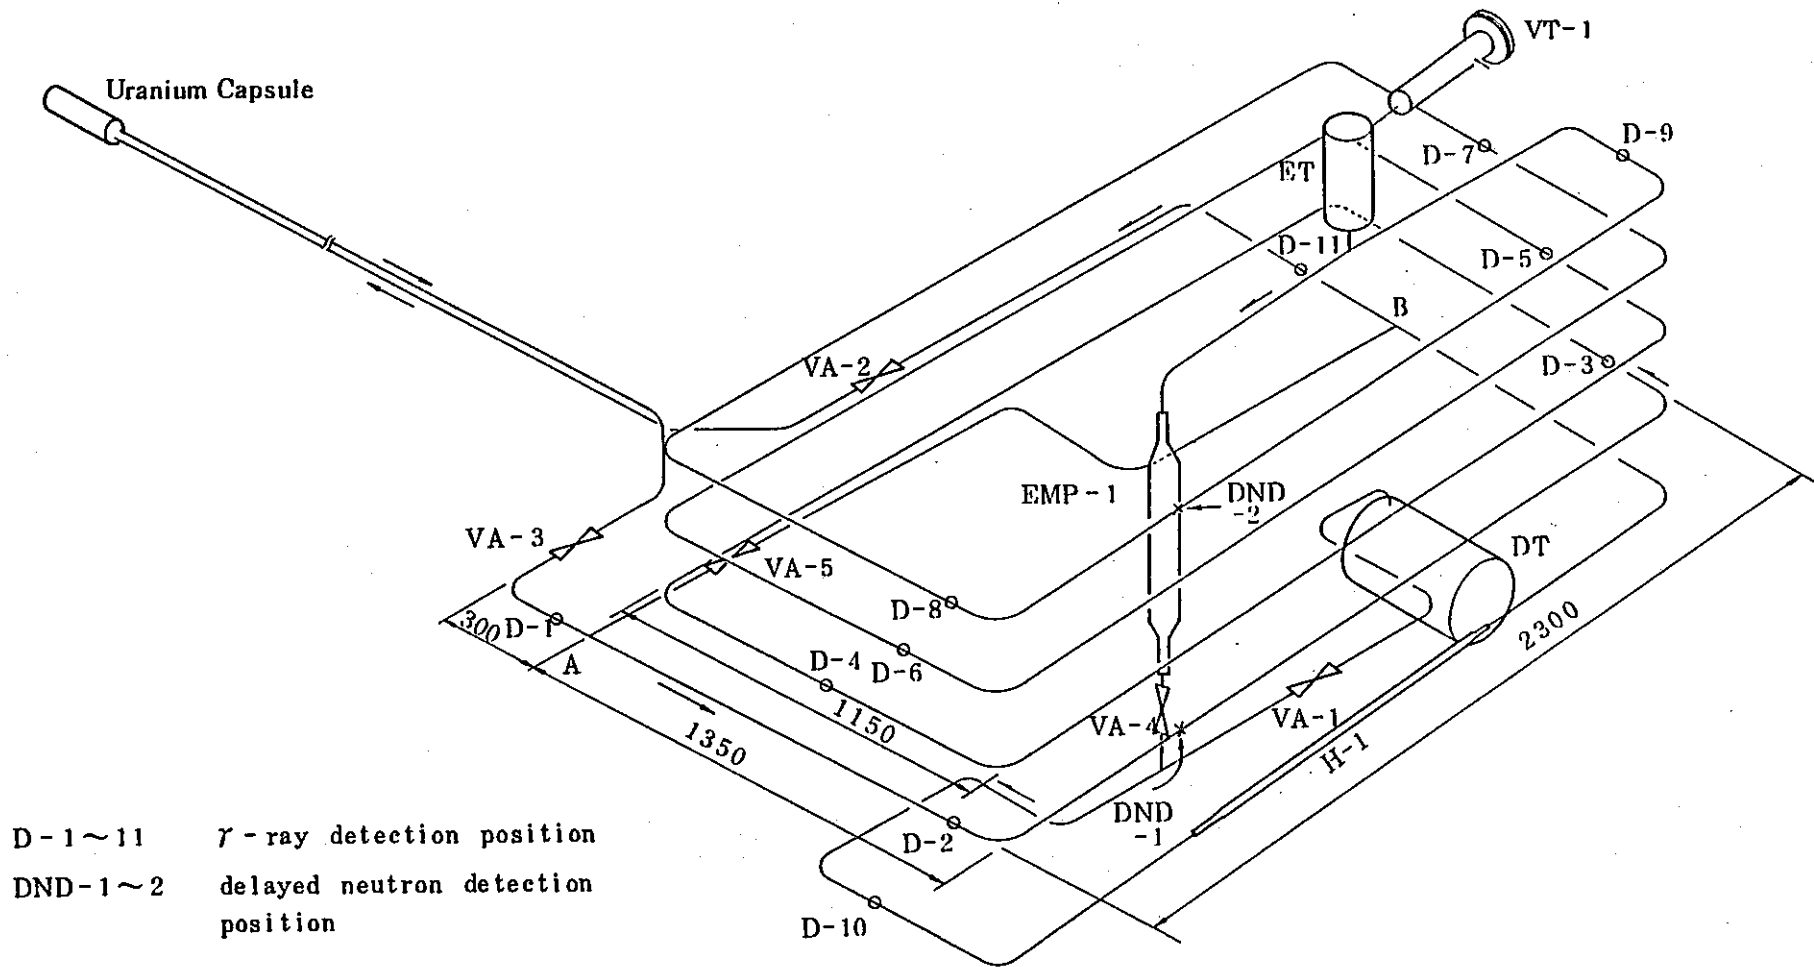 VT-1
Uranium Capsule
D-9
D-7
ET
D-11
D-5
B
VA-2
D-3
EMP-1
DND
-2
VA-3
VA-5
DT
D-8
300
D-1
2300
A
D-4
D-6
1150
VA-4
VA-1
1350
H-1
DND
-1
D-2
D-1~11 γ-ray detection position
DND-1~2 delayed neutron detection
position
D-10